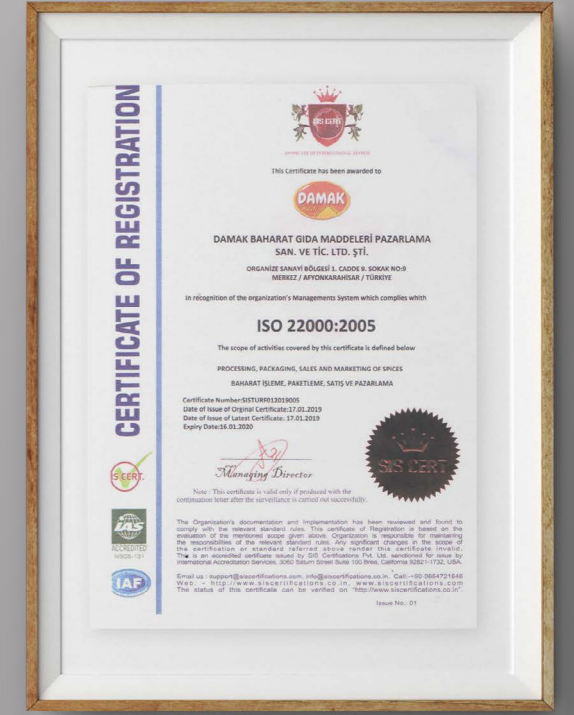 CERTIFICATE OF REGISTRATION
SIS CERT
This Certificate has been awarded to
DAMAK
DAMAK BAHARAT GIDA MADDELERİ PAZARLAMA
SAN. VE TİC. LTD. ŞTİ.
ORGANİZE SANAYİ BÖLGESİ 1. CADDE 9. SOKAK NO:9
MERKEZ / AFYONKARAHİSAR / TÜRKİYE
In recognition of the organization's Managements System which complies whith
ISO 22000:2005
The scope of activities covered by this certificate is defined below
PROCESSING, PACKAGING, SALES AND MARKETING OF SPICES
BAHARAT İŞLEME, PAKETLEME, SATIŞ VE PAZARLAMA
Certificate Number:SISTURF012019005
Date of Issue of Orginal Certificate:17.01.2019
Date of Issue of Latest Certificate: 17.01.2019
Expiry Date:16.01.2020
Managing Director
SIS CERT
Note : This certificate is valid only if produced with the
continuation letter after the surveillance is carried out successfully.
S CERT.
IAS
ACCREDITED
MSCB-191
IAF
The Organization's documentation and implementation has been reviewed and found to
comply with the relevant standard rules. This certificate of Registration is based on the
evaluation of the mentioned scope given above. Organization is responsible for maintaining
the responsibilities of the relevant standard rules. Any significant changes in the scope of
the certification or standard referred above render this certificate invalid.
This is an accredited certificate issued by SIS Certifications Pvt. Ltd. sanctioned for issue by
International Accreditation Services, 3060 Saturn Street Suite 100 Brea, California 92821-1732, USA.
Email us : support@siscertifications.com, info@siscertifications.co.in. Call:-+90-0864721848
Web: - http://www.siscertifications.co.in, www.siscertifications.com
The status of this certificate can be verified on "http://www.siscertifications.co.in".
Issue No.: 01